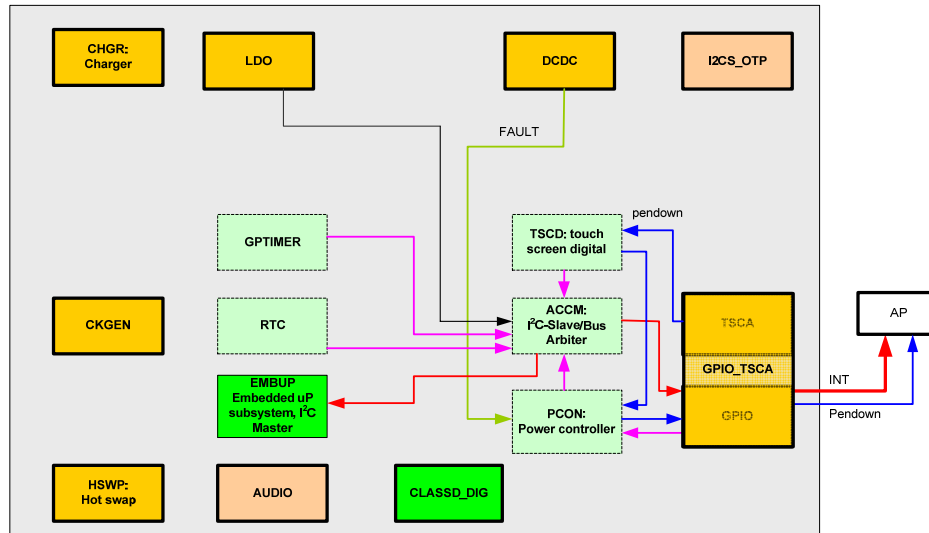 CHGR:
Charger
LDO
DCDC
I2CS_OTP
FAULT
pendown
GPTIMER
TSCD: touch
screen digital
CKGEN
RTC
ACCM:
I²C-Slave/Bus
Arbiter
TSCA
GPIO_TSCA
GPIO
AP
INT
Pendown
EMBUP
Embedded uP
subsystem, I²C
Master
PCON:
Power controller
HSWP:
Hot swap
AUDIO
CLASSD_DIG